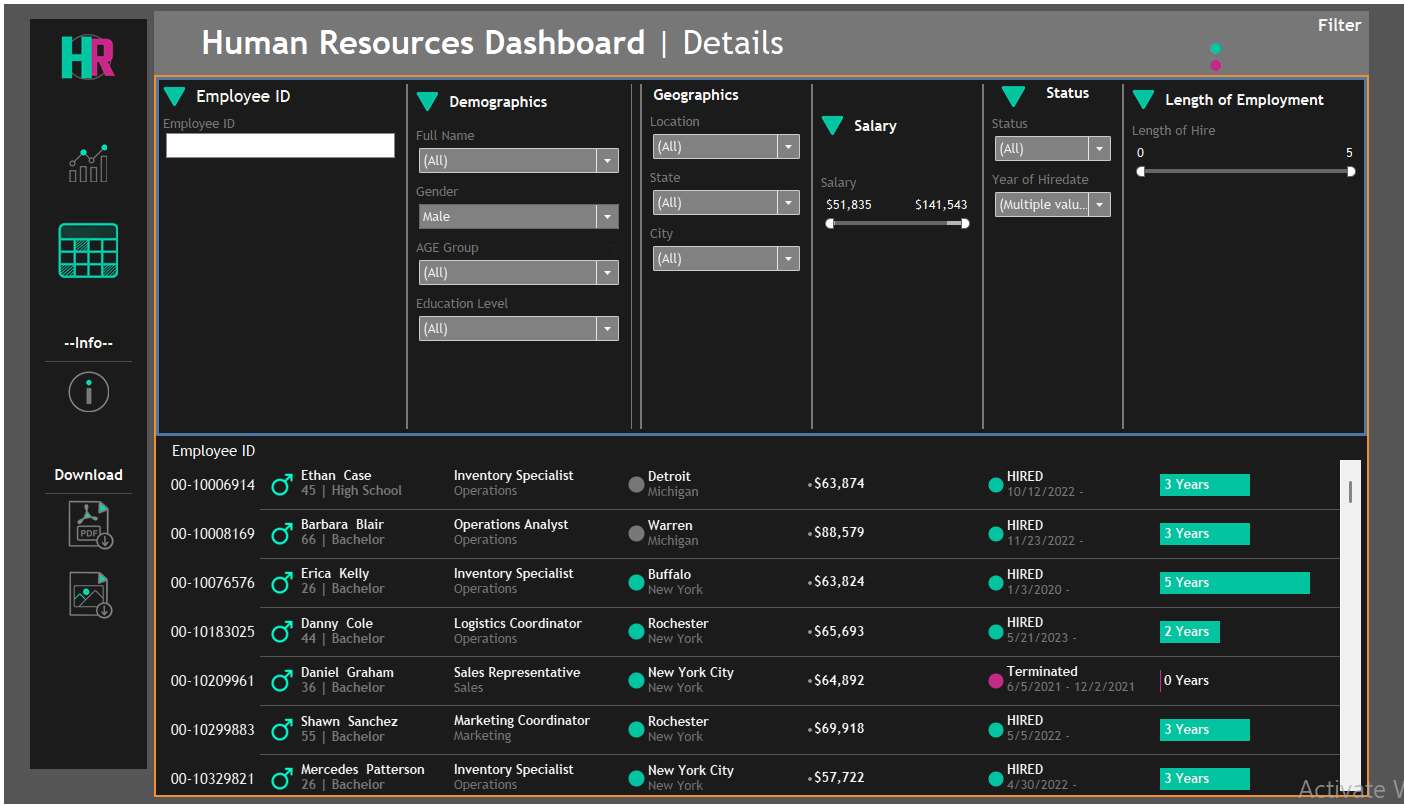 HR
Human Resources Dashboard | Details
Filter
Employee ID
Employee ID
Demographics
Full Name
(All)
Gender
Male
AGE Group
(All)
Education Level
(All)
Geographics
Location
(All)
State
(All)
City
(All)
Salary
Salary
$51,835 $141,543
Status
Status
(All)
Year of Hiredate
(Multiple valu...
Length of Employment
Length of Hire
0 5
--Info--
Download
PDF
Employee ID
00-10006914 Ethan Case Inventory Specialist Detroit $63,874 HIRED 3 Years
45 | High School Operations Michigan 10/12/2022 -
00-10008169 Barbara Blair Operations Analyst Warren $88,579 HIRED 3 Years
66 | Bachelor Operations Michigan 11/23/2022 -
00-10076576 Erica Kelly Inventory Specialist Buffalo $63,824 HIRED 5 Years
26 | Bachelor Operations New York 1/3/2020 -
00-10183025 Danny Cole Logistics Coordinator Rochester $65,693 HIRED 2 Years
44 | Bachelor Operations New York 5/21/2023 -
00-10209961 Daniel Graham Sales Representative New York City $64,892 Terminated 0 Years
36 | Bachelor Sales New York 6/5/2021 - 12/2/2021
00-10299883 Shawn Sanchez Marketing Coordinator Rochester $69,918 HIRED 3 Years
55 | Bachelor Marketing New York 5/5/2022 -
00-10329821 Mercedes Patterson Inventory Specialist New York City $57,722 HIRED 3 Years
26 | Bachelor Operations New York 4/30/2022 -
Activate W